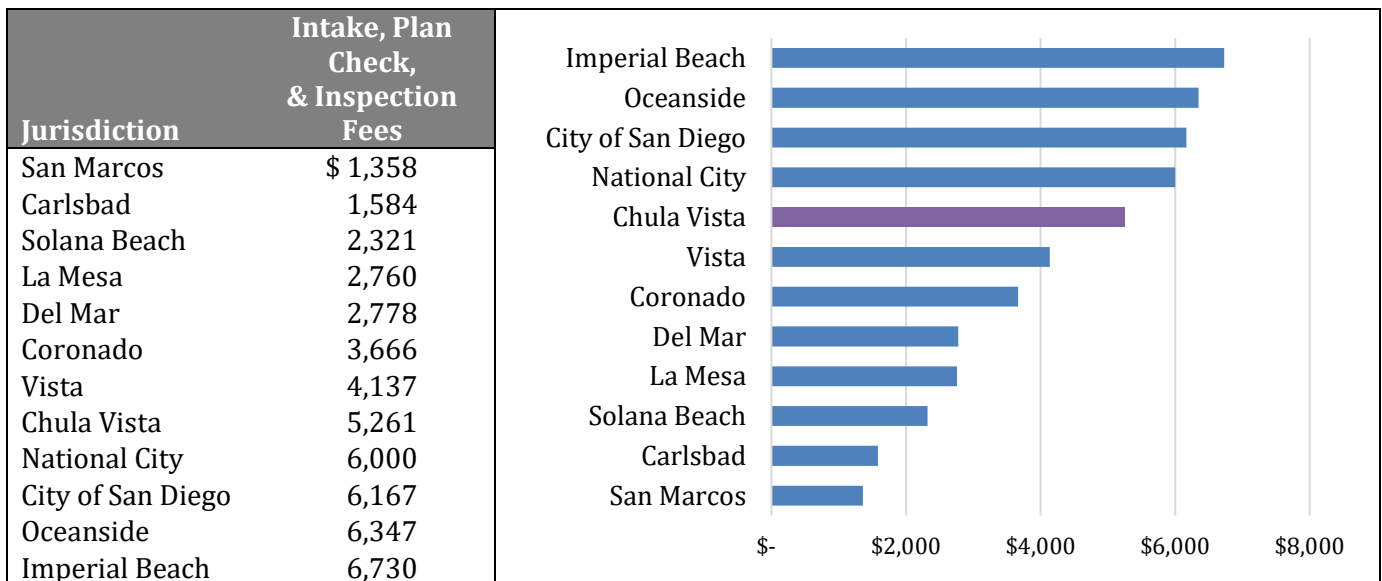 Intake, Plan
Check,
& Inspection
Jurisdiction Fees
San Marcos $ 1,358
Carlsbad 1,584
Solana Beach 2,321
La Mesa 2,760
Del Mar 2,778
Coronado 3,666
Vista 4,137
Chula Vista 5,261
National City 6,000
City of San Diego 6,167
Oceanside 6,347
Imperial Beach 6,730
Imperial Beach
Oceanside
City of San Diego
National City
Chula Vista
Vista
Coronado
Del Mar
La Mesa
Solana Beach
Carlsbad
San Marcos
$- $2,000 $4,000 $6,000 $8,000